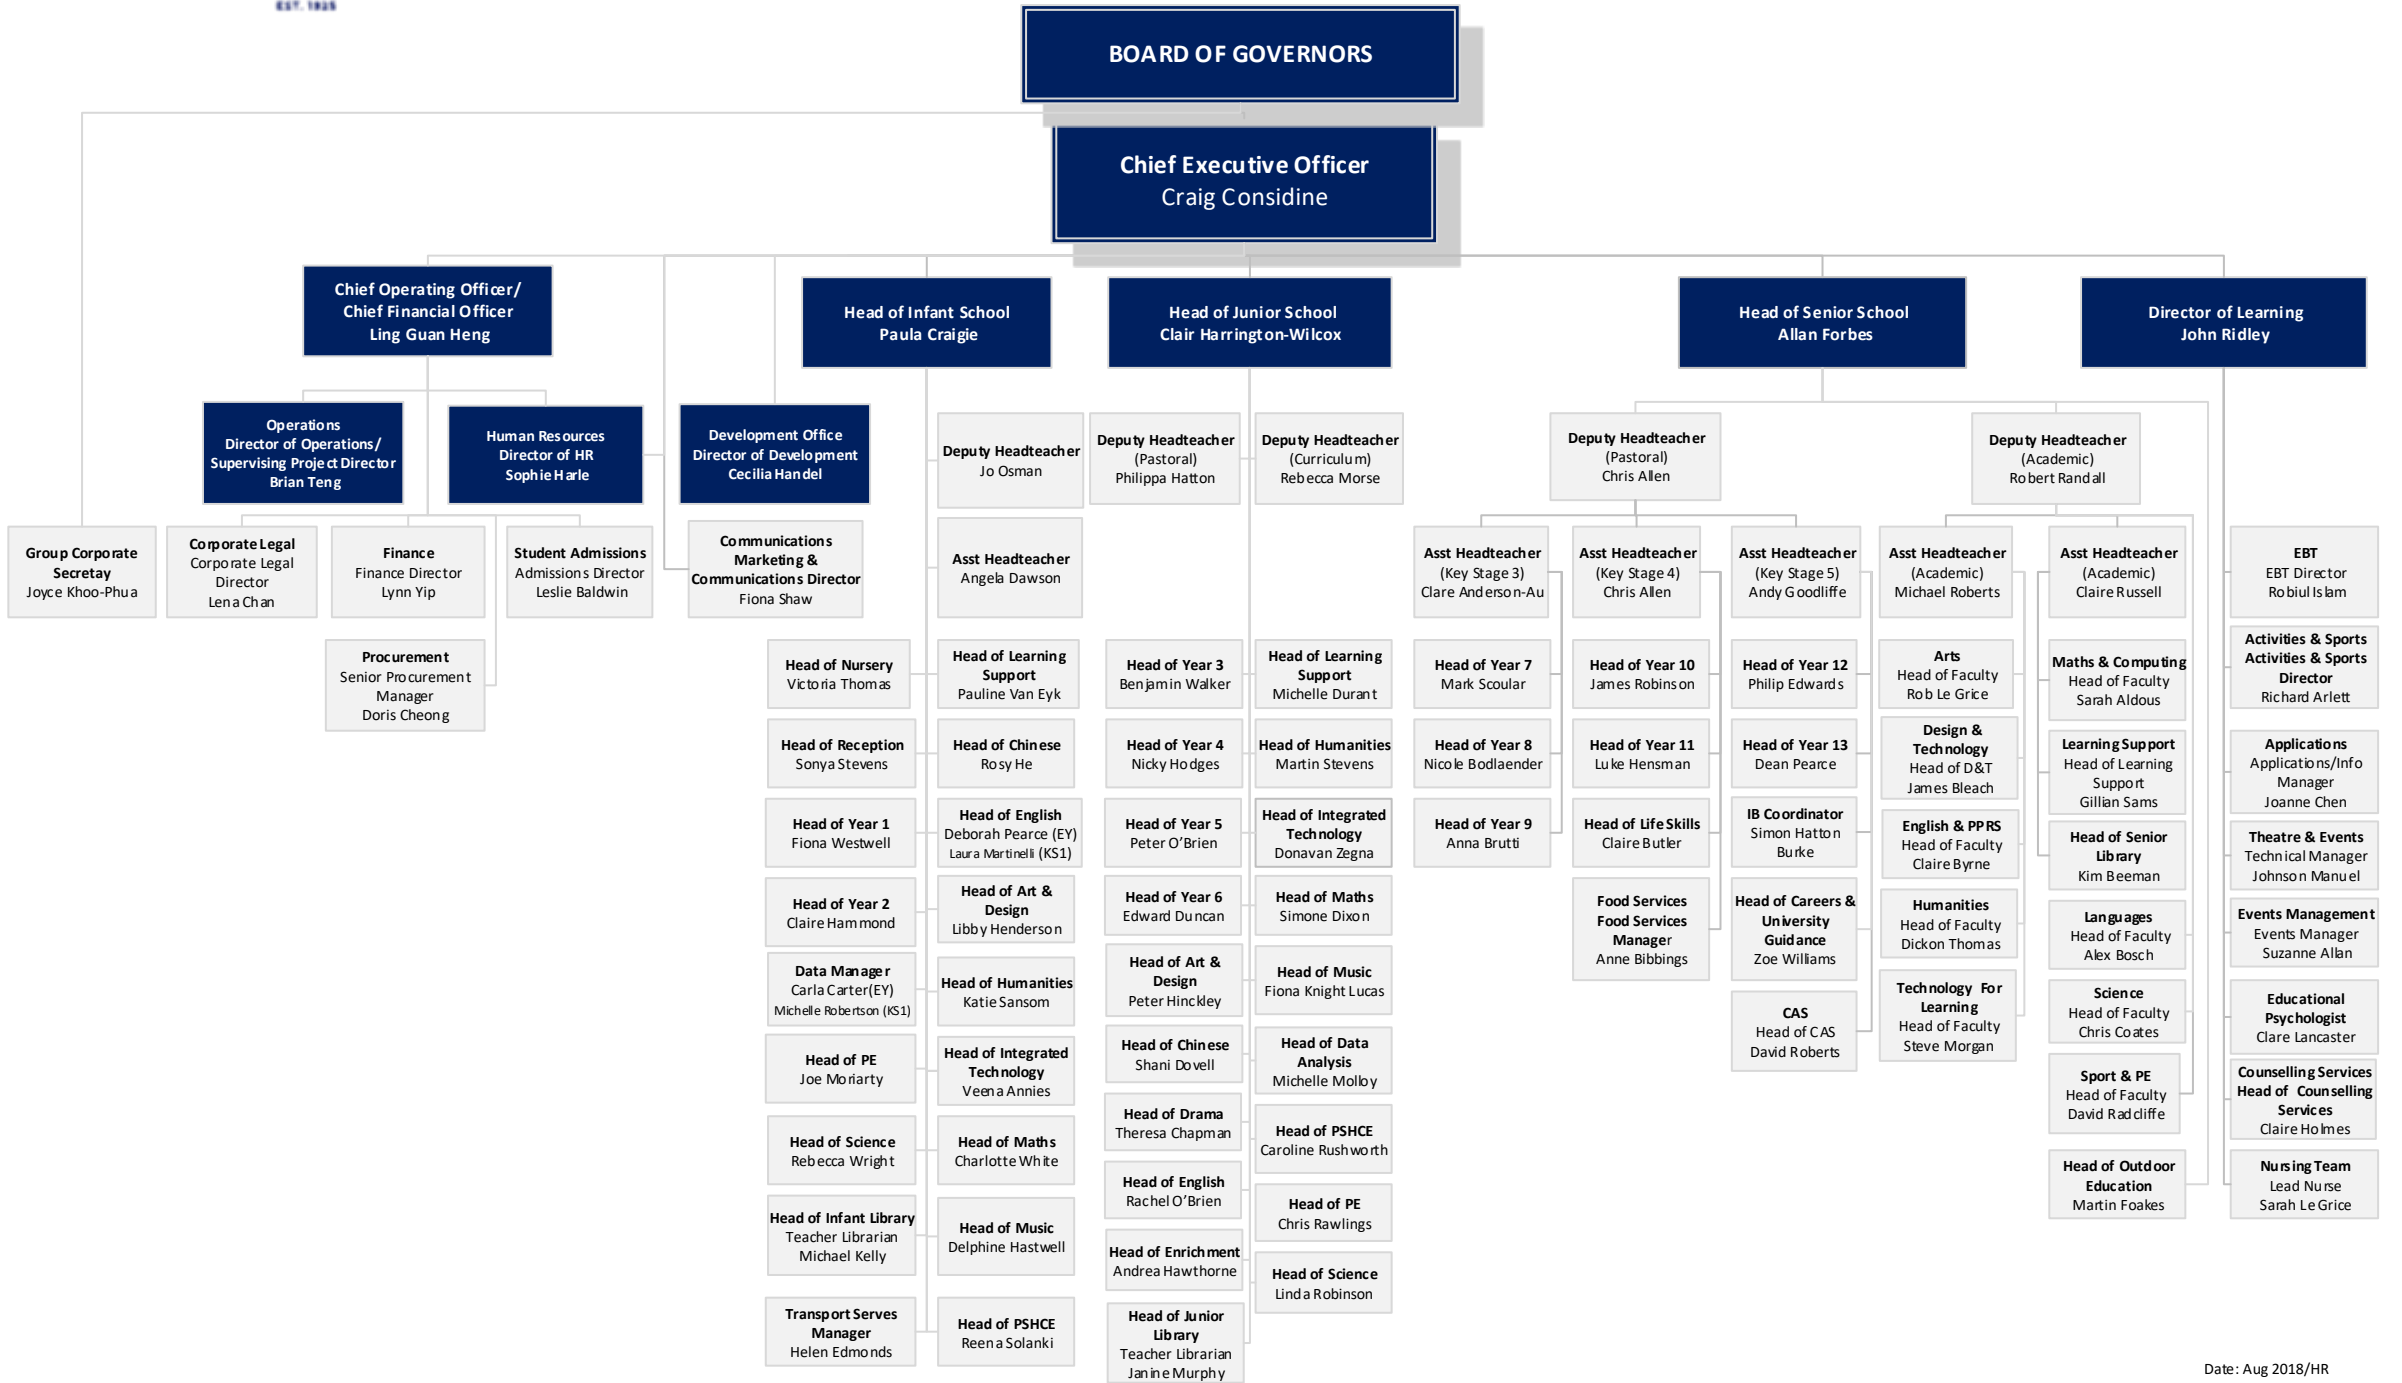 EST. 1925
BOARD OF GOVERNORS
Chief Executive Officer
Craig Considine
Chief Operating Officer/
Chief Financial Officer
Ling Guan Heng
Head of Infant School
Paula Craigie
Head of Junior School
Clair Harrington-Wilcox
Head of Senior School
Allan Forbes
Director of Learning
John Ridley
Operations
Director of Operations/
Supervising Project Director
Brian Teng
Human Resources
Director of HR
Sophie Harle
Development Office
Director of Development
Cecilia Handel
Group Corporate
Secretay
Joyce Khoo-Phua
Corporate Legal
Corporate Legal
Director
Lena Chan
Finance
Finance Director
Lynn Yip
Student Admissions
Admissions Director
Leslie Baldwin
Communications
Marketing &
Communications Director
Fiona Shaw
Procurement
Senior Procurement
Manager
Doris Cheong
Deputy Headteacher
Jo Osman
Asst Headteacher
Angela Dawson
Head of Nursery
Victoria Thomas
Head of Learning
Support
Pauline Van Eyk
Head of Reception
Sonya Stevens
Head of Chinese
Rosy He
Head of Year 1
Fiona Westwell
Head of English
Deborah Pearce (EY)
Laura Martinelli (KS1)
Head of Year 2
Claire Hammond
Head of Art &
Design
Libby Henderson
Data Manager
Carla Carter(EY)
Michelle Robertson (KS1)
Head of Humanities
Katie Sansom
Head of PE
Joe Moriarty
Head of Integrated
Technology
Veena Annies
Head of Science
Rebecca Wright
Head of Maths
Charlotte White
Head of Infant Library
Teacher Librarian
Michael Kelly
Head of Music
Delphine Hastwell
Transport Serves
Manager
Helen Edmonds
Head of PSHCE
Reena Solanki
Deputy Headteacher
(Pastoral)
Philippa Hatton
Deputy Headteacher
(Curriculum)
Rebecca Morse
Head of Year 3
Benjamin Walker
Head of Learning
Support
Michelle Durant
Head of Year 4
Nicky Hodges
Head of Humanities
Martin Stevens
Head of Year 5
Peter O’Brien
Head of Integrated
Technology
Donavan Zegna
Head of Year 6
Edward Duncan
Head of Maths
Simone Dixon
Head of Art &
Design
Peter Hinckley
Head of Music
Fiona Knight Lucas
Head of Chinese
Shani Dovell
Head of Data
Analysis
Michelle Molloy
Head of Drama
Theresa Chapman
Head of PSHCE
Caroline Rushworth
Head of English
Rachel O’Brien
Head of PE
Chris Rawlings
Head of Enrichment
Andrea Hawthorne
Head of Science
Linda Robinson
Head of Junior
Library
Teacher Librarian
Janine Murphy
Deputy Headteacher
(Pastoral)
Chris Allen
Deputy Headteacher
(Academic)
Robert Randall
Asst Headteacher
(Key Stage 3)
Clare Anderson-Au
Asst Headteacher
(Key Stage 4)
Chris Allen
Asst Headteacher
(Key Stage 5)
Andy Goodliffe
Asst Headteacher
(Academic)
Michael Roberts
Asst Headteacher
(Academic)
Claire Russell
Head of Year 7
Mark Scoular
Head of Year 8
Nicole Bodlaender
Head of Year 9
Anna Brutti
Head of Year 10
James Robinson
Head of Year 11
Luke Hensman
Head of Life Skills
Claire Butler
Food Services
Food Services
Manager
Anne Bibbings
Head of Year 12
Philip Edwards
Head of Year 13
Dean Pearce
IB Coordinator
Simon Hatton
Burke
Head of Careers &
University
Guidance
Zoe Williams
CAS
Head of CAS
David Roberts
Arts
Head of Faculty
Rob Le Grice
Design &
Technology
Head of D&T
James Bleach
English & PPRS
Head of Faculty
Claire Byrne
Humanities
Head of Faculty
Dickon Thomas
Technology For
Learning
Head of Faculty
Steve Morgan
Maths & Computing
Head of Faculty
Sarah Aldous
Learning Support
Head of Learning
Support
Gillian Sams
Head of Senior
Library
Kim Beeman
Languages
Head of Faculty
Alex Bosch
Science
Head of Faculty
Chris Coates
Sport & PE
Head of Faculty
David Radcliffe
Head of Outdoor
Education
Martin Foakes
EBT
EBT Director
Robiul Islam
Activities & Sports
Activities & Sports
Director
Richard Arlett
Applications
Applications/Info
Manager
Joanne Chen
Theatre & Events
Technical Manager
Johnson Manuel
Events Management
Events Manager
Suzanne Allan
Educational
Psychologist
Clare Lancaster
Counselling Services
Head of Counselling
Services
Claire Holmes
Nursing Team
Lead Nurse
Sarah Le Grice
Date: Aug 2018/HR